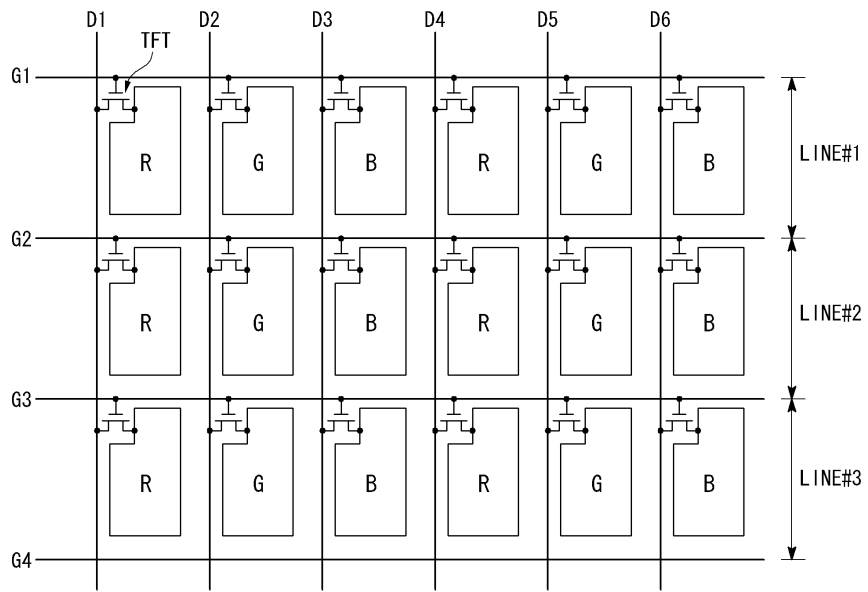 D1 D2 D3 D4 D5 D6
TFT
G1
R G B R G B LINE#1
G2
R G B R G B LINE#2
G3
R G B R G B LINE#3
G4